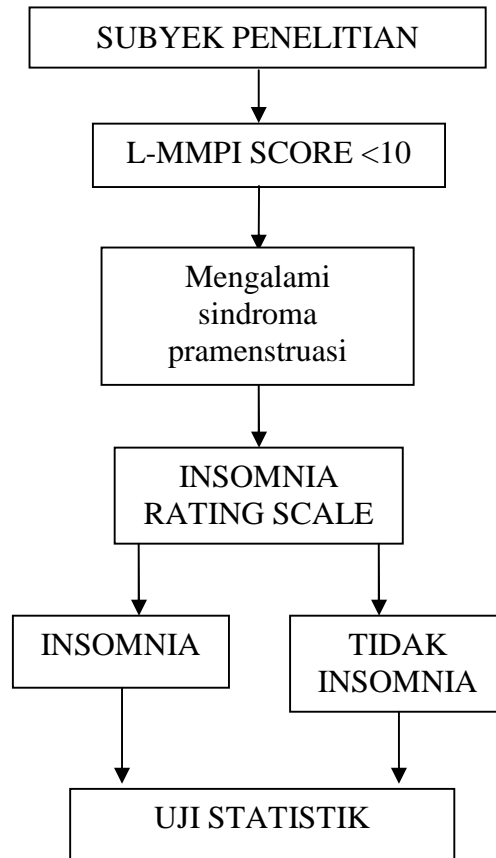 SUBYEK PENELITIAN
L-MMPI SCORE <10
Mengalami
sindroma
pramenstruasi
INSOMNIA
RATING SCALE
INSOMNIA
TIDAK
INSOMNIA
UJI STATISTIK